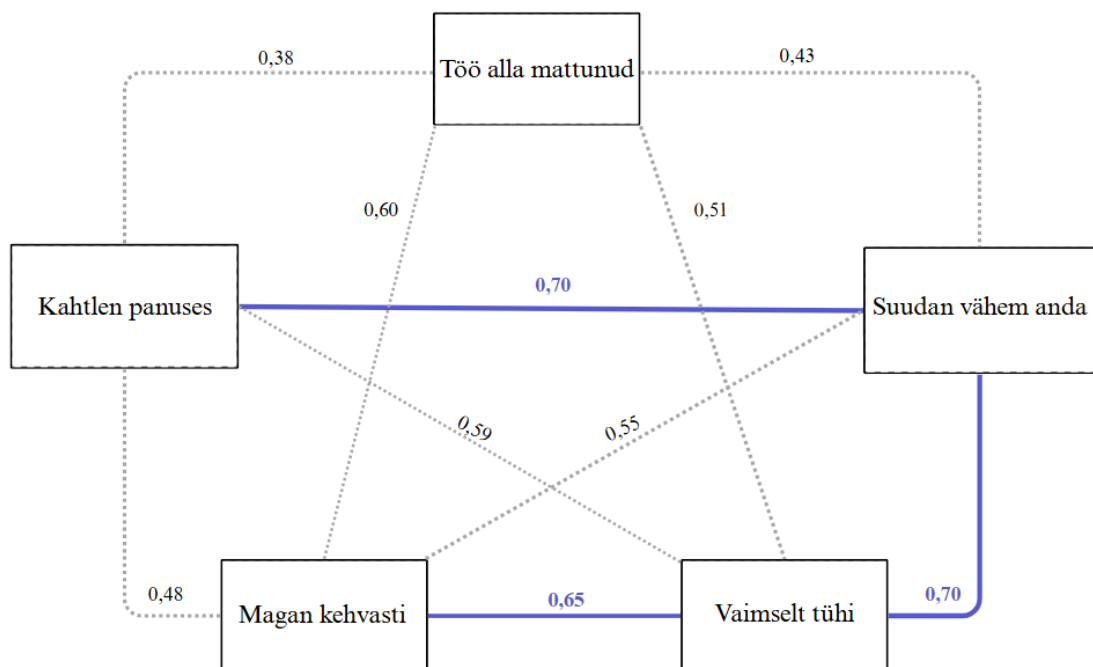 Töö alla mattunud
0,38
0,43
0,60
0,51
Kahtlen panuses
0,70
Suudan vähem anda
0,59
0,55
0,48
Magan kehvasti
0,65
Vaimselt tühi
0,70